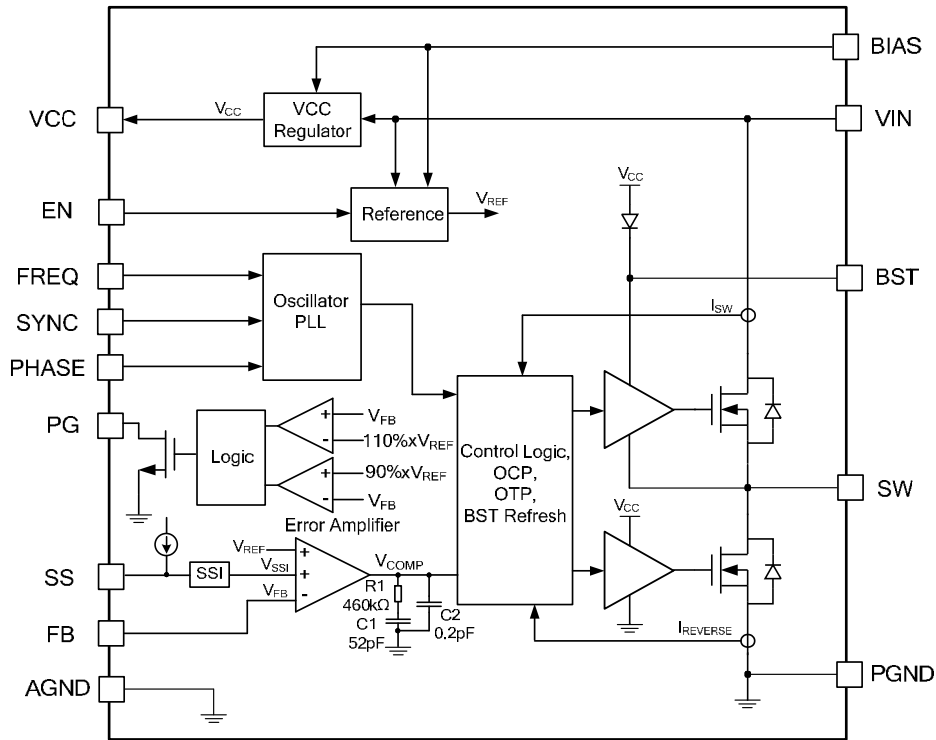 BIAS
VCC
VCC
VCC
Regulator
VIN
VCC
EN
Reference
VREF
FREQ
Oscillator
PLL
BST
SYNC
ISW
PHASE
PG
Logic
+
-
VFB
110%xVREF
+
-
90%xVREF
VFB
Control Logic,
OCP,
OTP,
BST Refresh
SW
VCC
Error Amplifier
SS
SSI
VREF
VSSI
VFB
+
+
-
VCOMP
R1
460kΩ
C1
52pF
C2
0.2pF
FB
IREVERSE
AGND
PGND